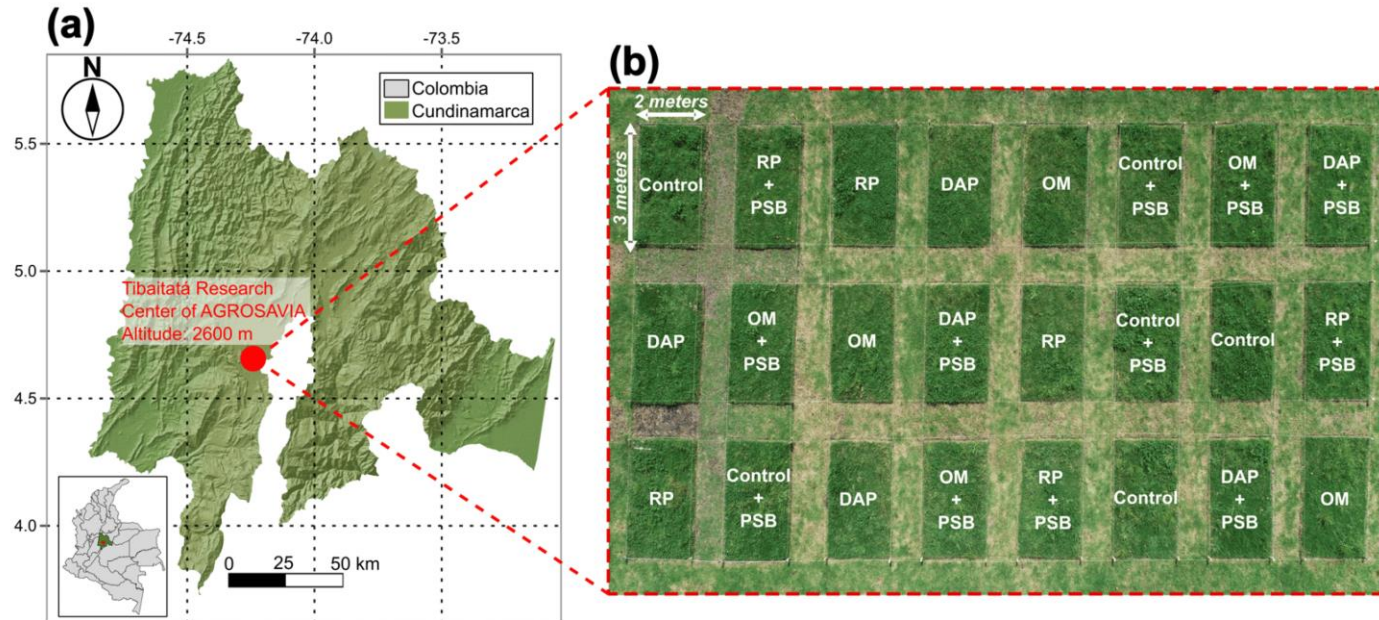 (a)
-74.5 -74.0 -73.5
N
Colombia
Cundinamarca
5.5
5.0
4.5
4.0
Tibaitatá Research
Center of AGROSAVIA
Altitude: 2600 m
0 25 50 km
(b)
2 meters
3 meters
Control
RP
+
PSB
RP
DAP
OM
Control
+
PSB
OM
+
PSB
DAP
+
PSB
DAP
OM
+
PSB
OM
DAP
+
PSB
RP
Control
+
PSB
Control
RP
+
PSB
RP
Control
+
PSB
DAP
OM
+
PSB
RP
+
PSB
Control
DAP
+
PSB
OM